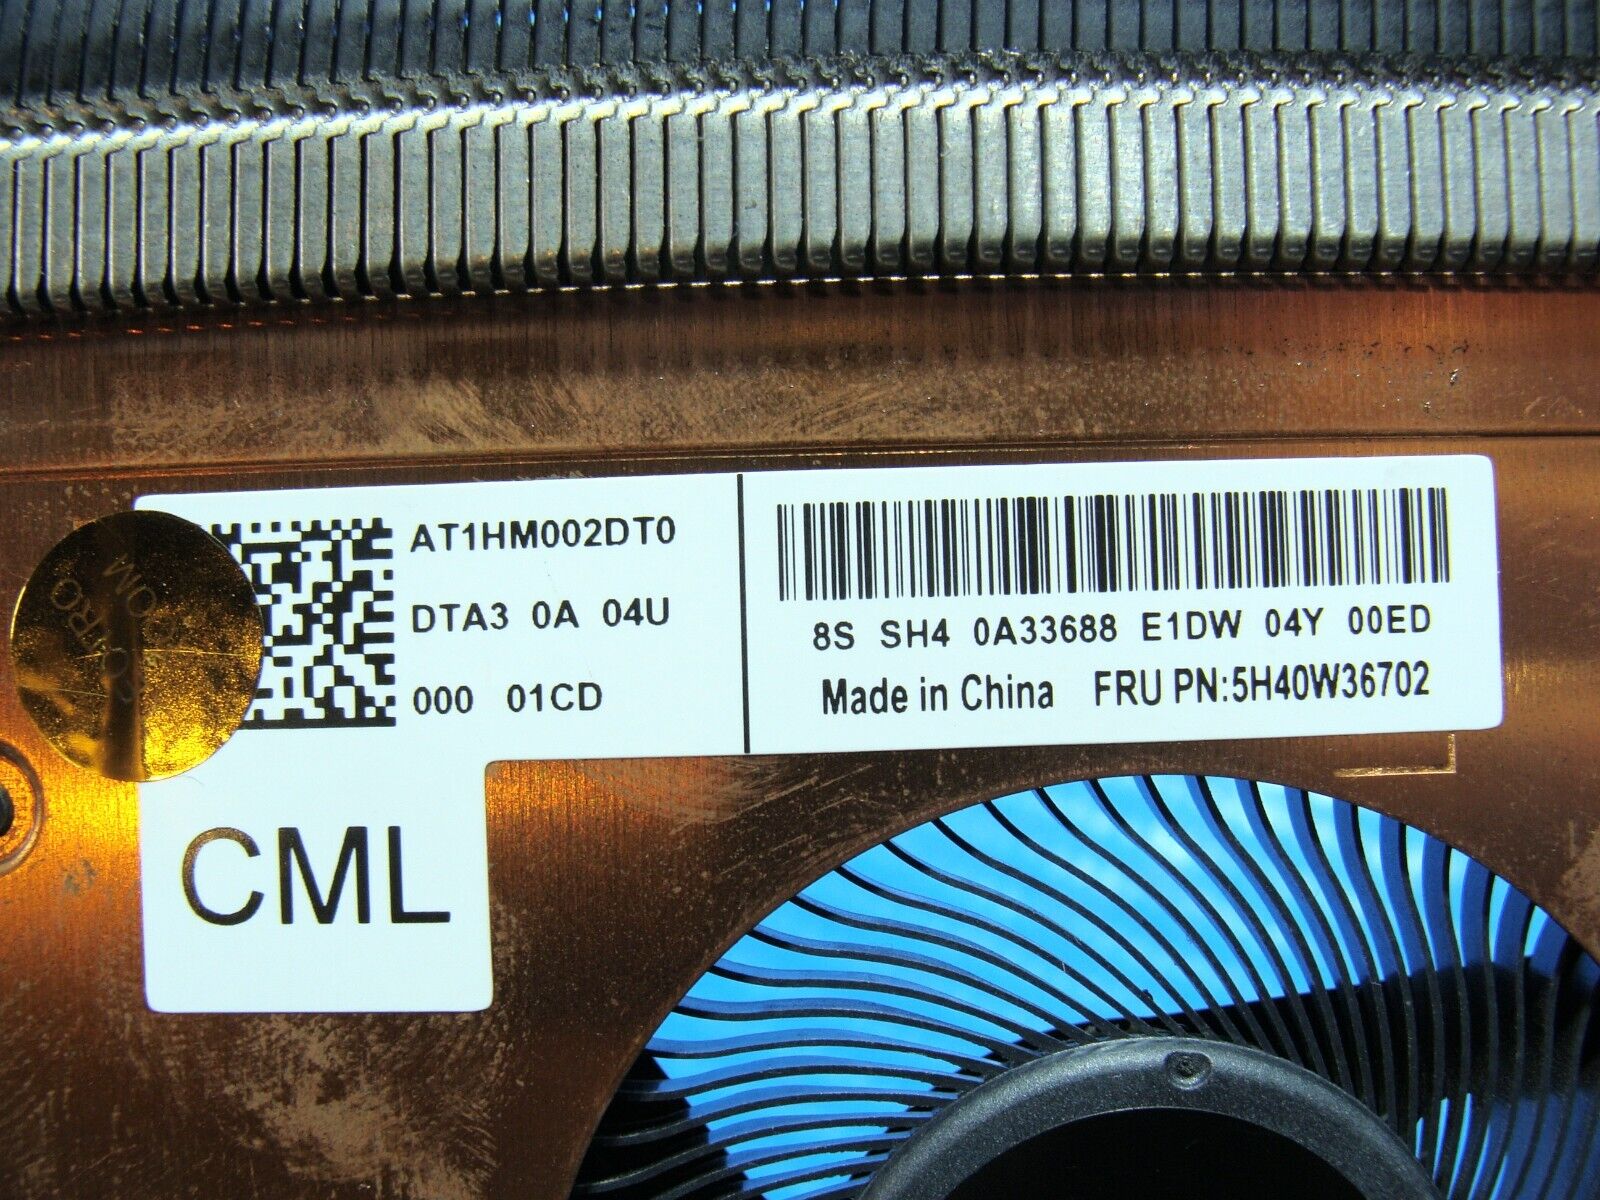 AT1HM002DT0
DTA3 0A 04U
000 01CD
CML
8S SH4 0A33688 E1DW 04Y 00ED
Made in China FRU PN:5H40W36702